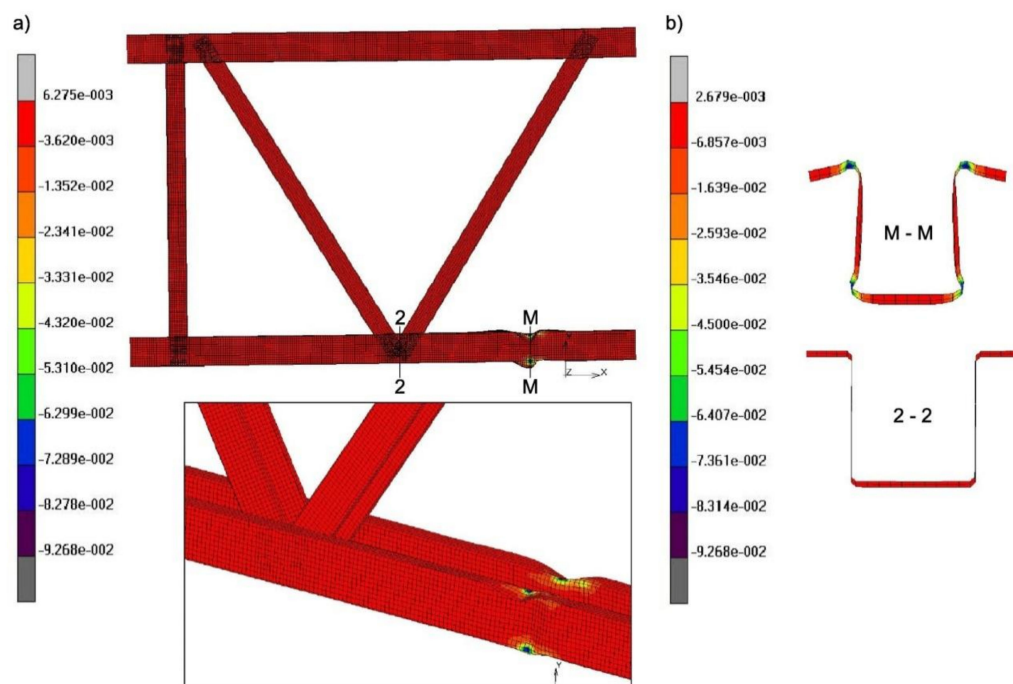 a)
6.275e-003
-3.620e-003
-1.352e-002
-2.341e-002
-3.331e-002
-4.320e-002
-5.310e-002
-6.299e-002
-7.289e-002
-8.278e-002
-9.268e-002
2
M
Y
Z
X
2
M
Y
b)
2.679e-003
-6.857e-003
-1.639e-002
-2.593e-002
-3.546e-002
-4.500e-002
-5.454e-002
-6.407e-002
-7.361e-002
-8.314e-002
-9.268e-002
M - M
2 - 2